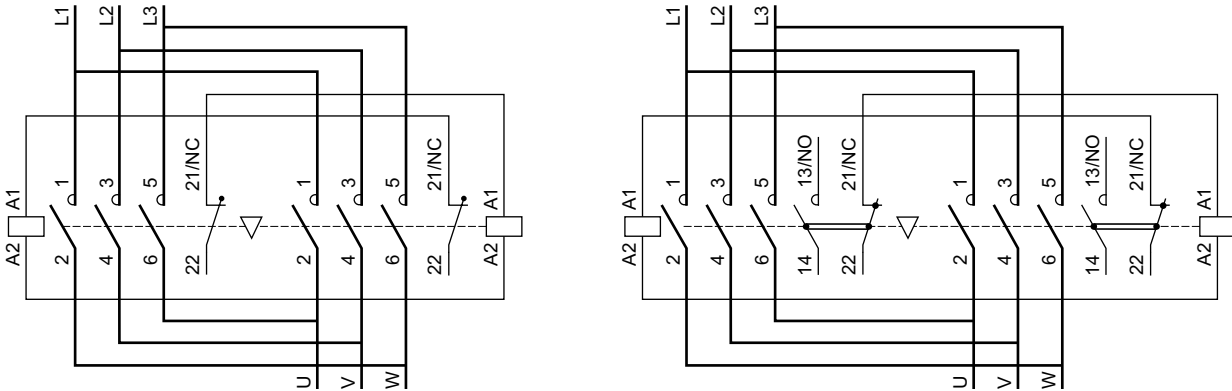 L1 L2 L3
A1 1 3 5 21/NC 1 3 5 21/NC A1
A2 2 4 6 22 2 4 6 22 A2
U V W
L1 L2 L3
A1 1 3 5 13/NO 21/NC 1 3 5 13/NO 21/NC A1
A2 2 4 6 14 22 2 4 6 14 22 A2
U V W